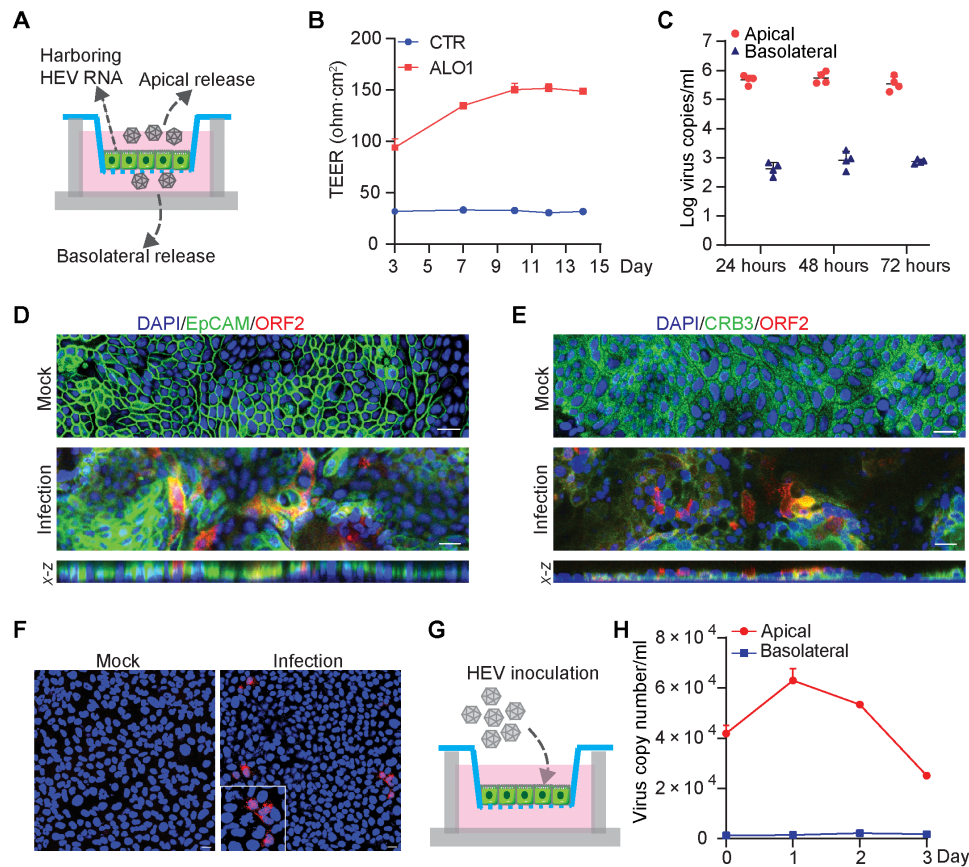 A
Harboring
HEV RNA
Apical release
Basolateral release
B
CTR
ALO1
TEER (ohm·cm²)
200
150
100
50
0
3 5 7 9 11 13 15 Day
C
Apical
Basolateral
Log virus copies/ml
7
6
5
4
3
2
1
0
24 hours 48 hours 72 hours
D
DAPI/EpCAM/ORF2
Mock
Infection
x-z
E
DAPI/CRB3/ORF2
Mock
Infection
x-z
F
Mock Infection
G
HEV inoculation
H
Apical
Basolateral
Virus copy number/ml
8 × 10⁴
6 × 10⁴
4 × 10⁴
2 × 10⁴
0
0 1 2 3 Day